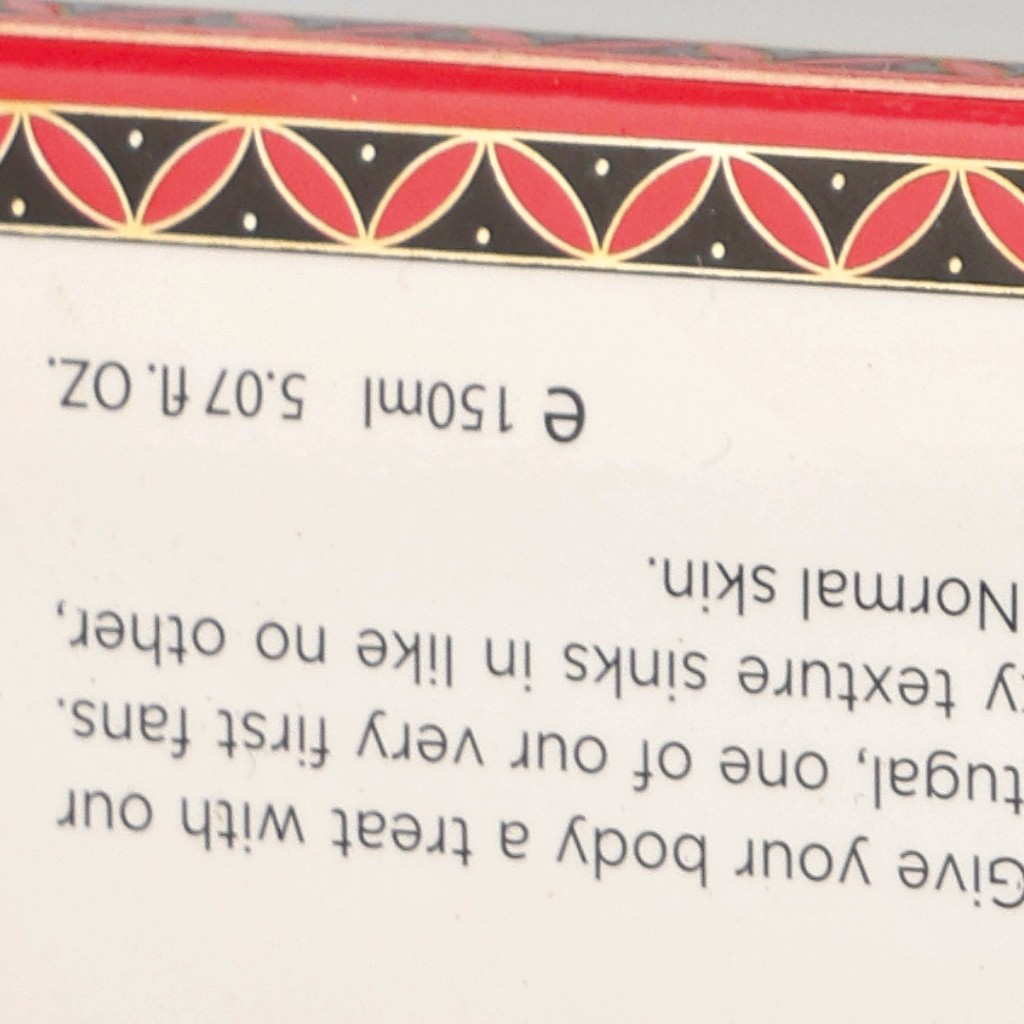 Give your body a treat with our
tugal, one of our very first fans.
y texture sinks in like no other,
Normal skin.
e 150ml 5.07 fl. OZ.